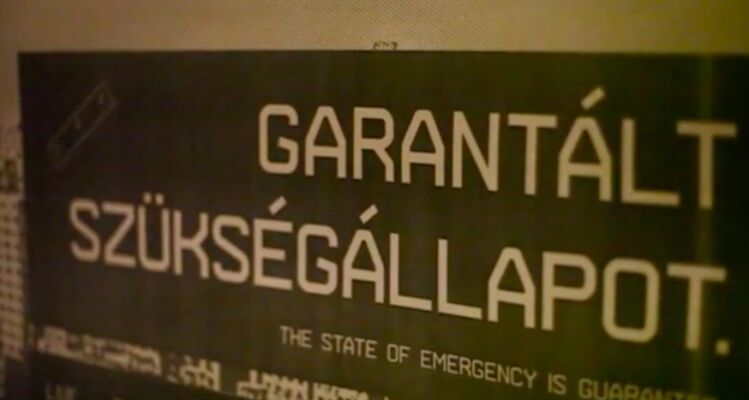 GARANTÁLT
SZÜKSÉGÁLLAPOT.
THE STATE OF EMERGENCY IS